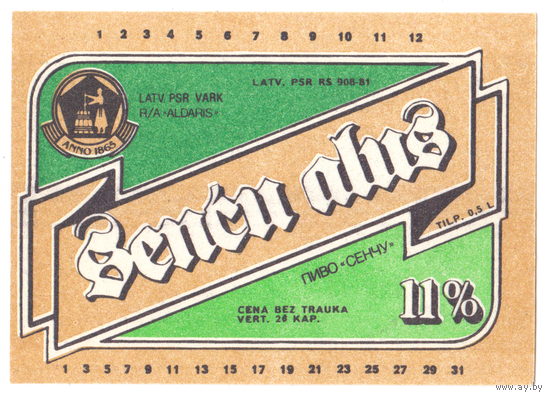 1 2 3 4 5 6 7 8 9 10 11 12
LATV. PSR RS 908-81
LATV. PSR VARK
R/A «ALDARIS»
ANNO 1865
Senču alus
TILP. 0,5 L
ПИВО «СЕНЧУ»
11%
CENA BEZ TRAUKA
VERT. 26 KAP.
1 3 5 7 9 11 13 15 17 19 21 23 25 27 29 31
www.ay.by